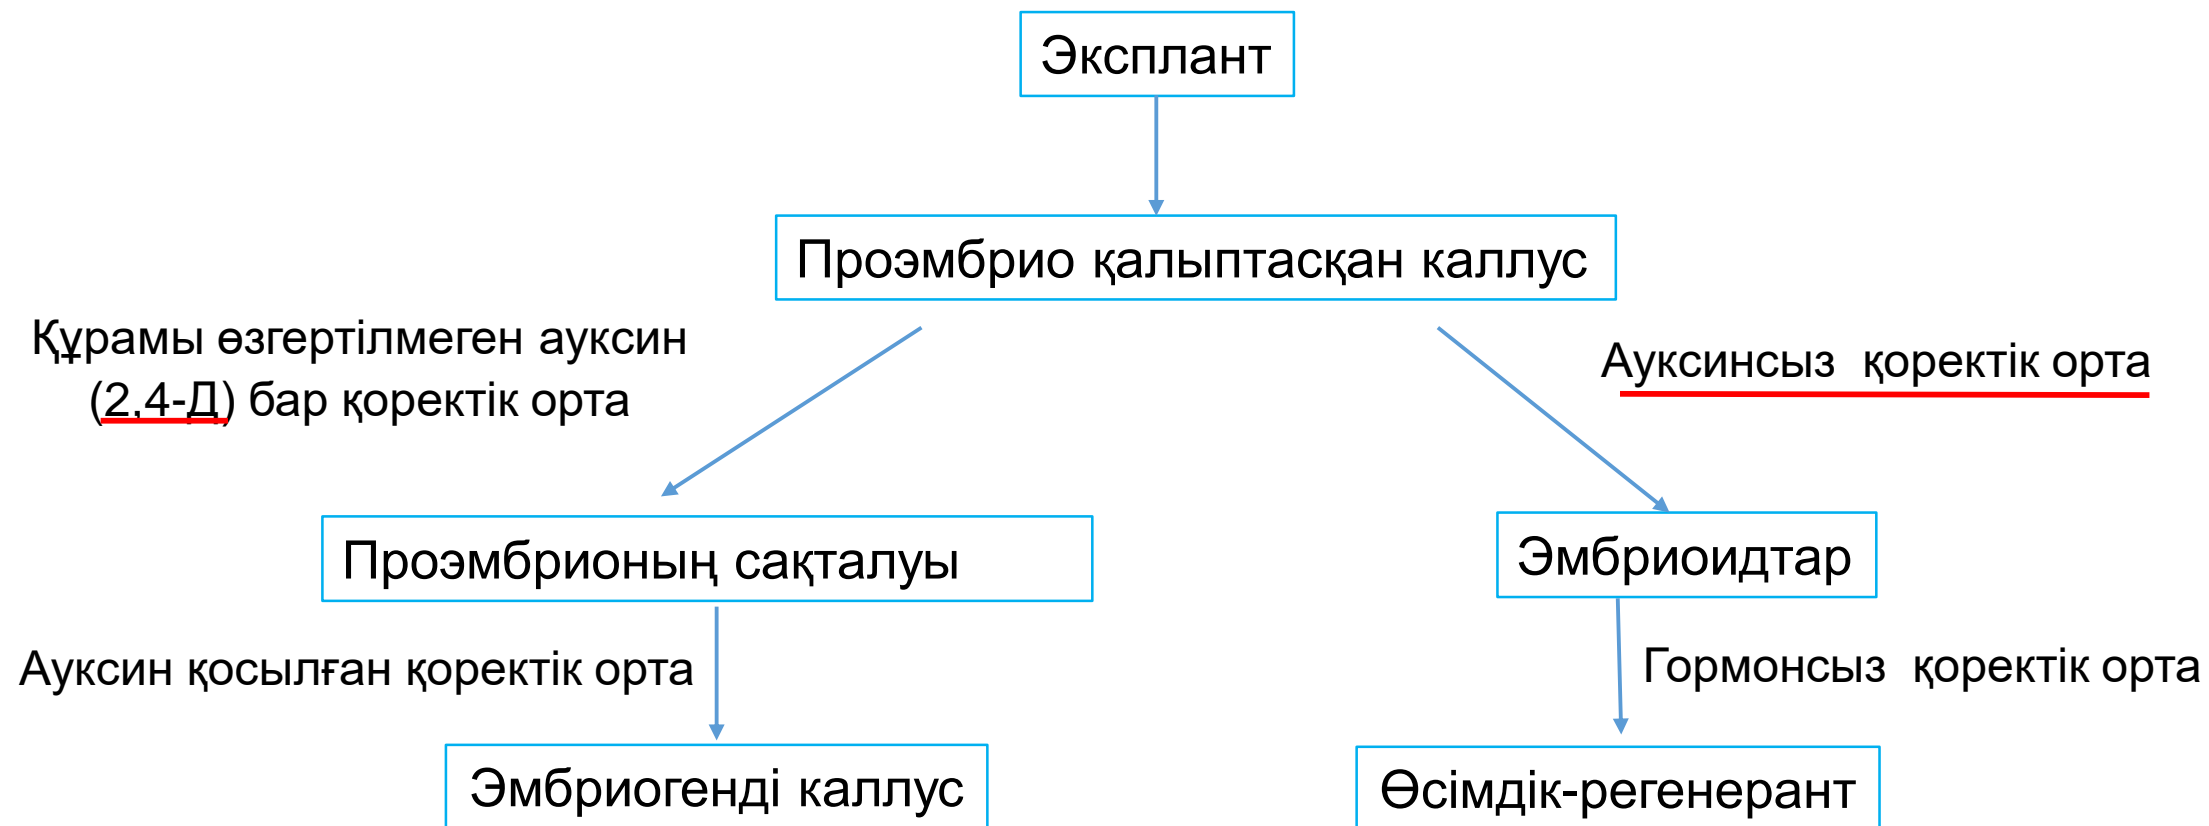 Эксплант
Проэмбрио қалыптасқан каллус
Құрамы өзгертілмеген ауксин
(2,4-Д) бар қоректік орта
Ауксинсыз қоректік орта
Проэмбрионың сақталуы
Эмбриоидтар
Ауксин қосылған қоректік орта
Гормонсыз қоректік орта
Эмбриогенді каллус
Өсімдік-регенерант